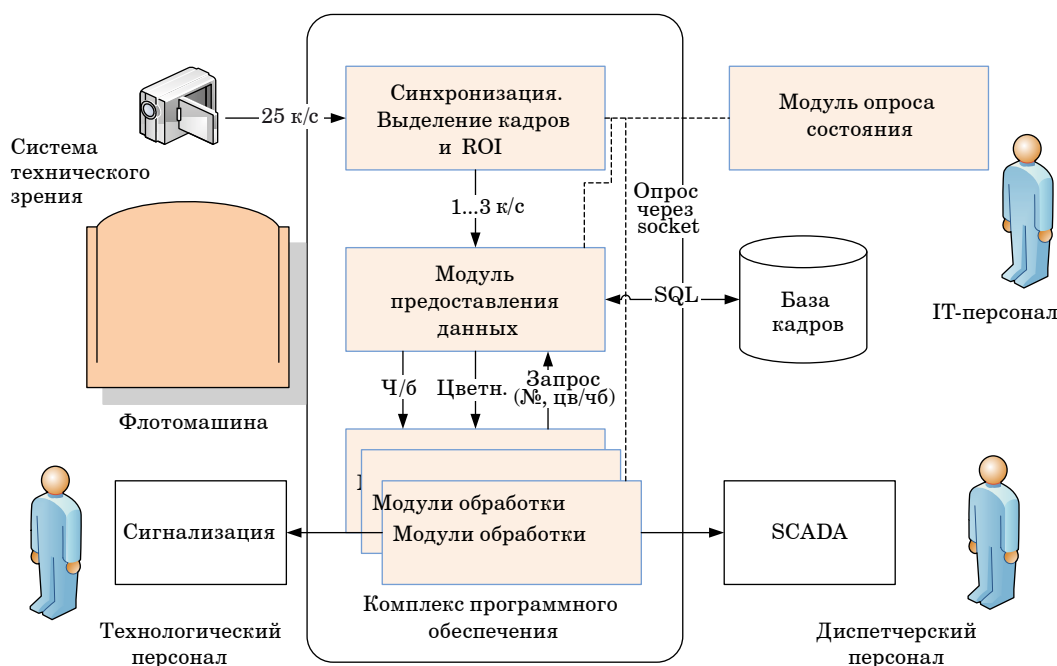 Синхронизация.
Выделение кадров
и ROI
25 к/с
Модуль опроса
состояния
Система
технического
зрения
1...3 к/с
Опрос
через
socket
Модуль
предоставления
данных
SQL
База
кадров
IT-персонал
Ч/б
Цветн.
Запрос
(№, цв/чб)
Флотомашина
Модули обработки
Модули обработки
Сигнализация
SCADA
Комплекс программного
обеспечения
Технологический
персонал
Диспетчерский
персонал